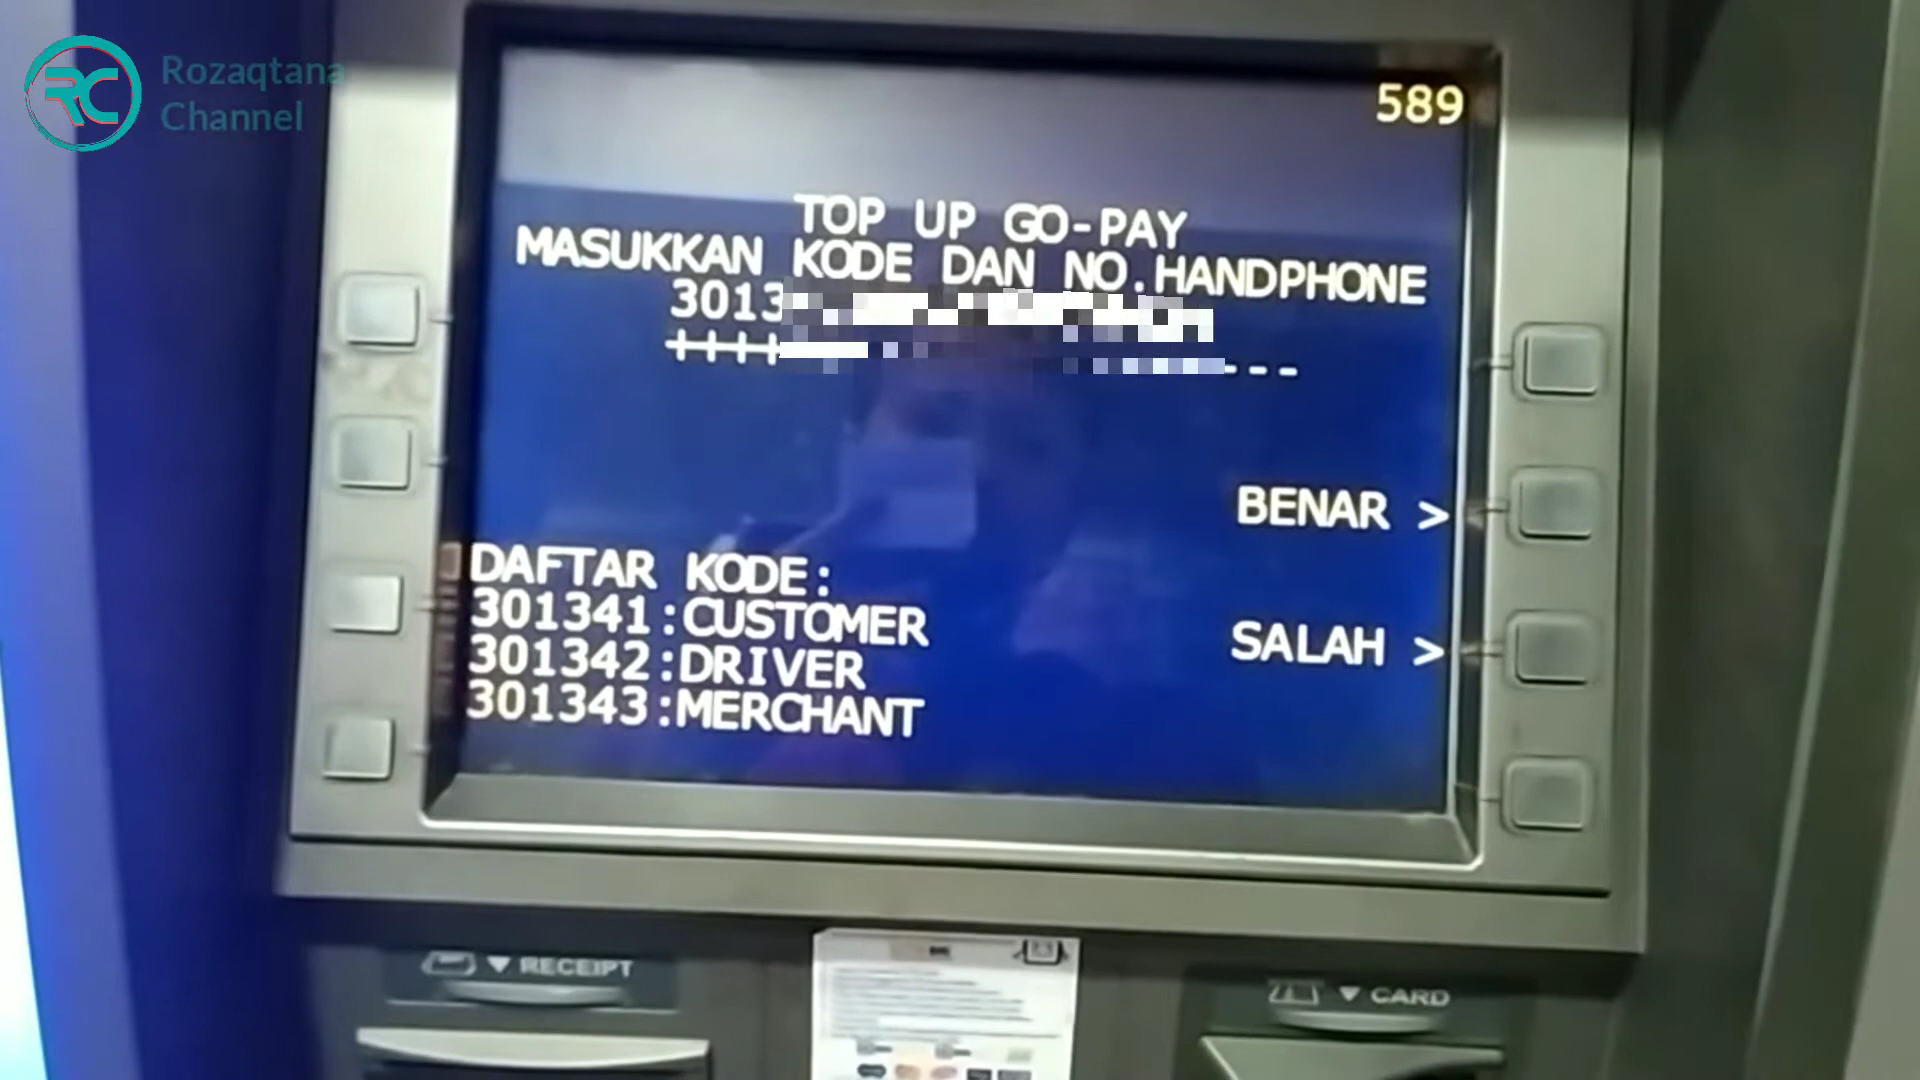 RC Rozaqtana
Channel
589
TOP UP GO-PAY
MASUKKAN KODE DAN NO.HANDPHONE
3013
BENAR >
DAFTAR KODE:
301341:CUSTOMER
SALAH >
301342:DRIVER
301343:MERCHANT
RECEIPT
CARD